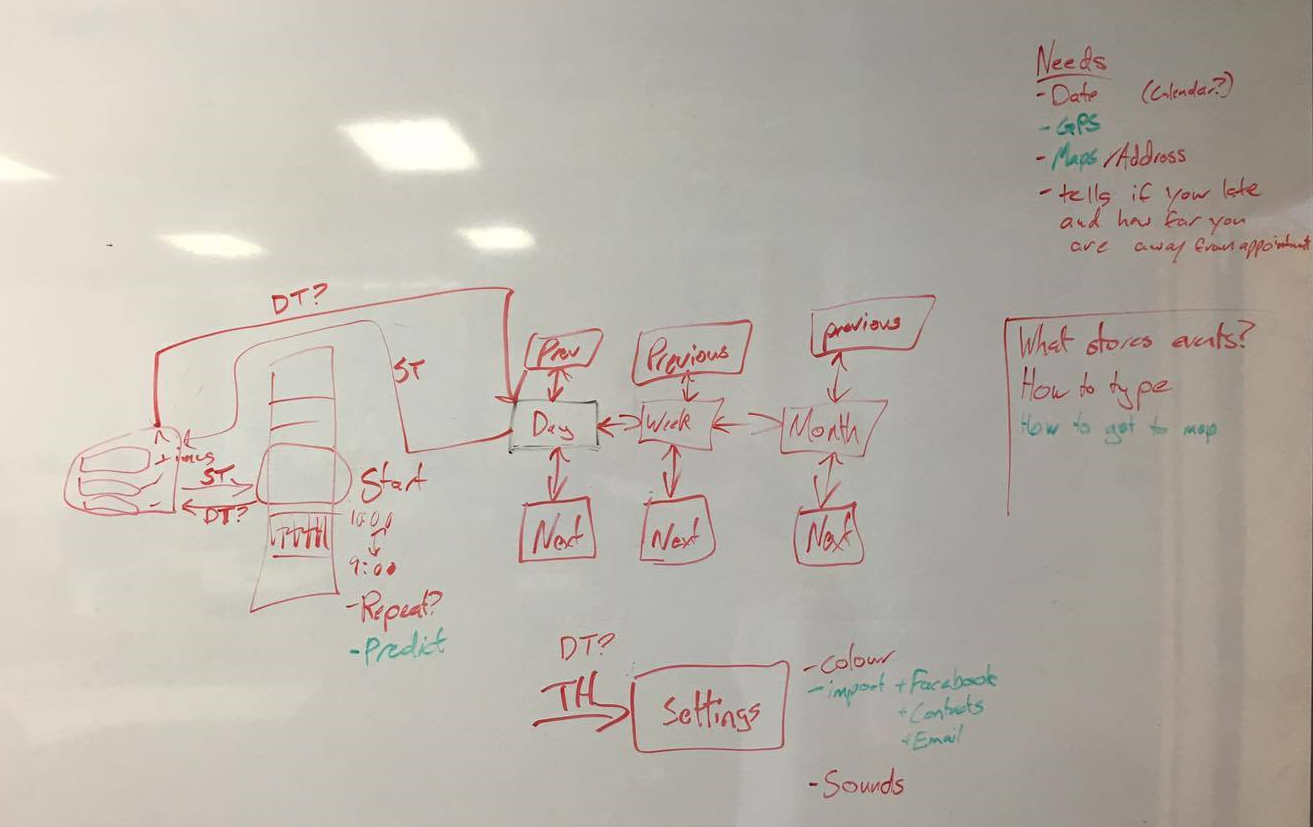 Needs
- Date (Calendar?)
- GPS
- Maps/Address
- tells if your late
and how far you
are away from appointment
What stores events?
How to type
How to get to map
DT?
ST
Prev
Previous
previous
Day
Week
Month
Next
Next
Next
ST
DT?
Start
10:00
9:00
- Repeat?
- Predict
DT?
TH
Settings
- Colour
- import + Facebook
+ Contacts
+ Email
- Sounds